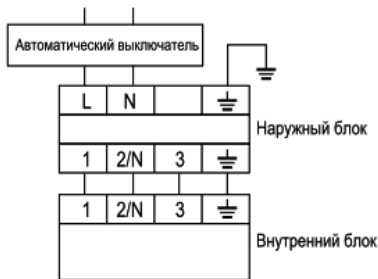 Автоматический выключатель
L N
Наружный блок
1 2/N 3
1 2/N 3
Внутренний блок